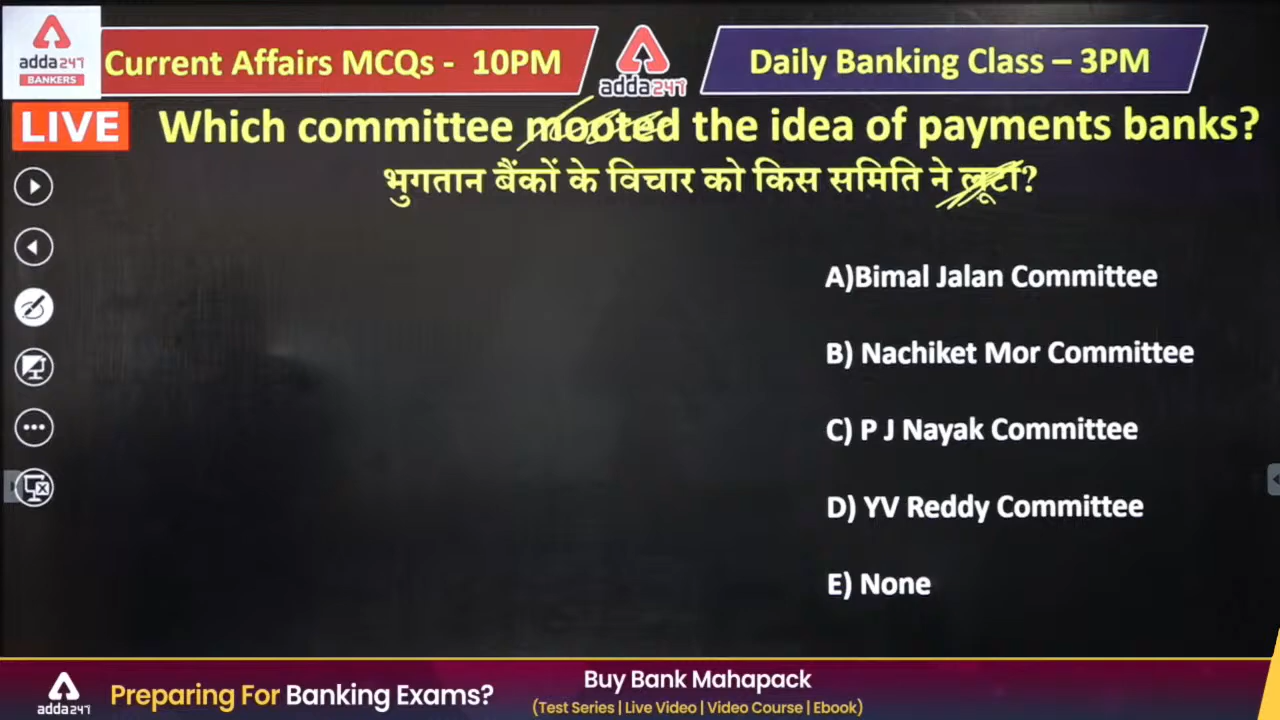 adda247
BANKERS
Current Affairs MCQs - 10PM
adda247
Daily Banking Class – 3PM
LIVE
Which committee mooted the idea of payments banks?
भुगतान बैंकों के विचार को किस समिति ने लूटा?
A)Bimal Jalan Committee
B) Nachiket Mor Committee
C) P J Nayak Committee
D) YV Reddy Committee
E) None
adda247
Preparing For Banking Exams?
Buy Bank Mahapack
(Test Series | Live Video | Video Course | Ebook)